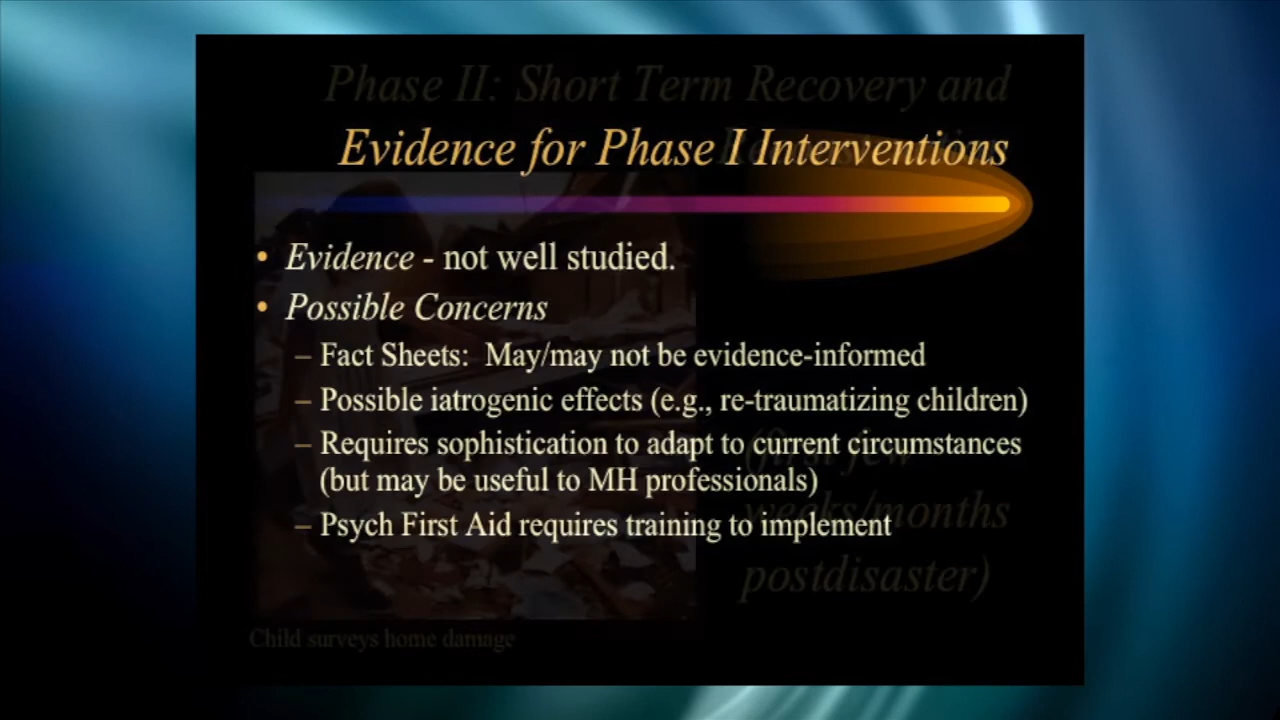 Phase II: Short Term Recovery and
Evidence for Phase I Interventions
• Evidence - not well studied.
• Possible Concerns
– Fact Sheets:  May/may not be evidence-informed
– Possible iatrogenic effects (e.g., re-traumatizing children)
– Requires sophistication to adapt to current circumstances
(but may be useful to MH professionals)
– Psych First Aid requires training to implement
(first few
weeks/months
postdisaster)
Child surveys home damage